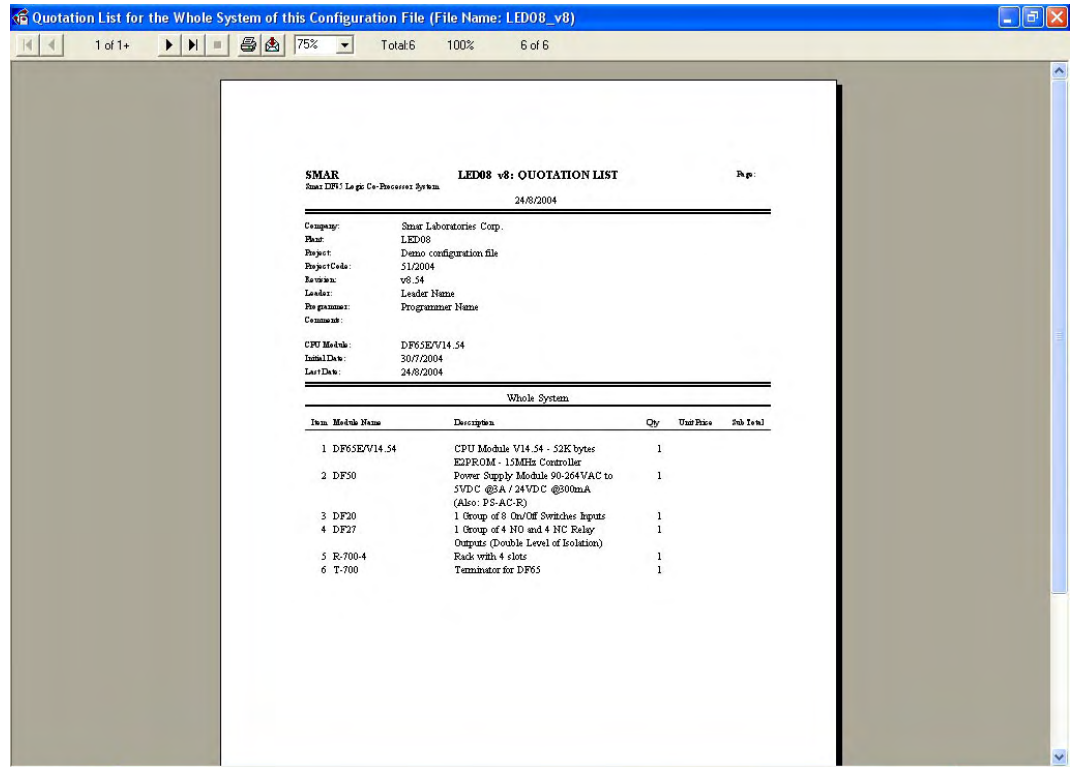 Quotation List for the Whole System of this Configuration File (File Name: LED08_v8)
1 of 1+ 75% Total:6 100% 6 of 6
SMAR LED08 v8: QUOTATION LIST Page:
Smar DF65 Logic Co-Processor System
24/8/2004
Company: Smar Laboratories Corp.
Plant: LED08
Project: Demo configuration file
Project Code: 51/2004
Revision: v8.54
Leader: Leader Name
Programmer: Programmer Name
Comments:
CPU Module: DF65E/V14.54
Initial Date: 30/7/2004
Last Date: 24/8/2004
Whole System
Item Module Name Description Qty Unit Price Sub Total
1 DF65E/V14.54 CPU Module V14.54 - 52K bytes 1
E2PROM - 15MHz Controller
2 DF50 Power Supply Module 90-264VAC to 1
5VDC @3A / 24VDC @300mA
(Also: PS-AC-R)
3 DF20 1 Group of 8 On/Off Switches Inputs 1
4 DF27 1 Group of 4 NO and 4 NC Relay 1
Outputs (Double Level of Isolation)
5 R-700-4 Rack with 4 slots 1
6 T-700 Terminator for DF65 1